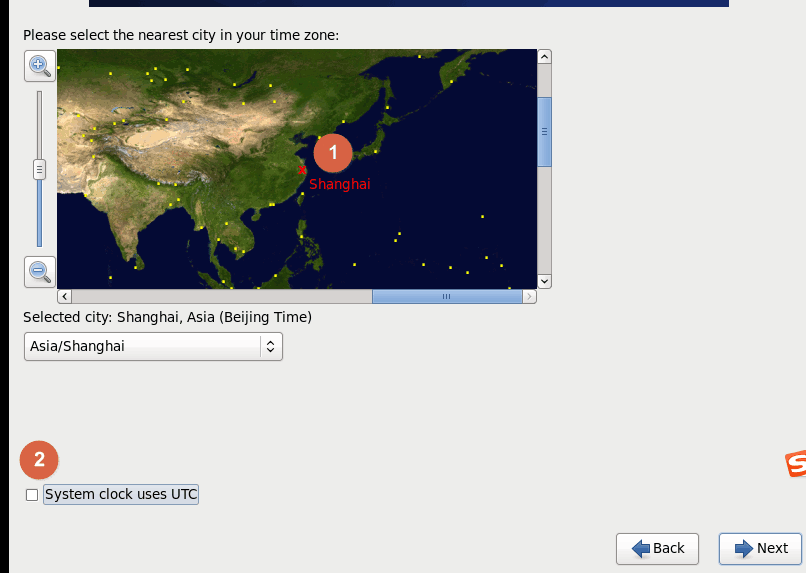 Please select the nearest city in your time zone:
1
Shanghai
Selected city: Shanghai, Asia (Beijing Time)
Asia/Shanghai
2
System clock uses UTC
Back
Next